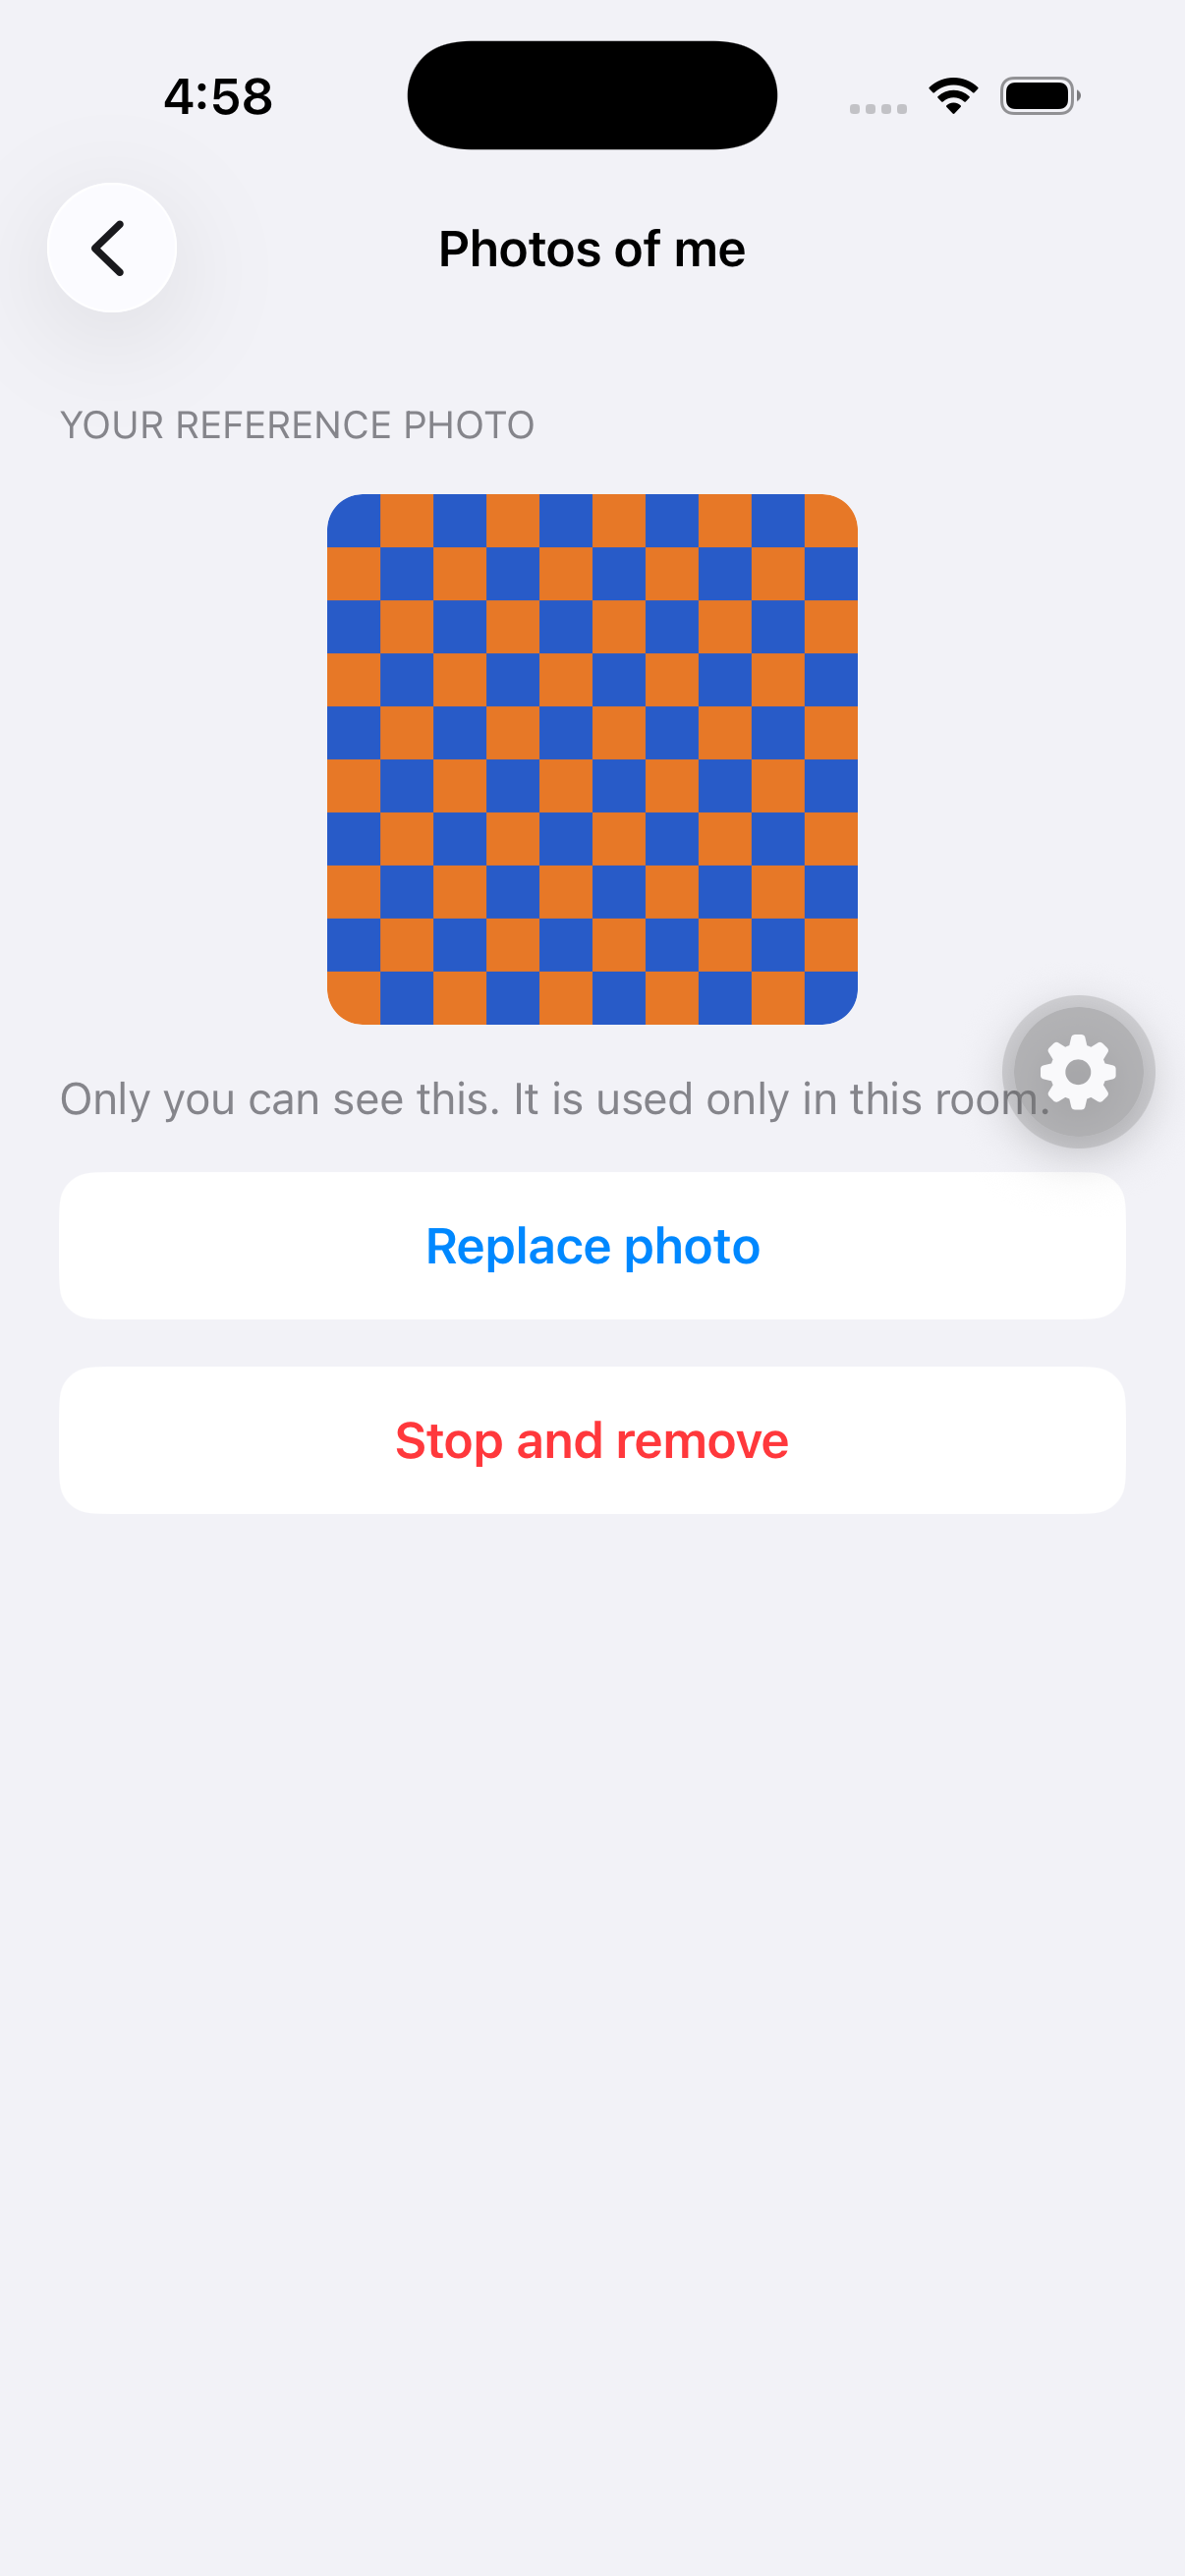 4:58
Photos of me
YOUR REFERENCE PHOTO
Only you can see this. It is used only in this room.
Replace photo
Stop and remove